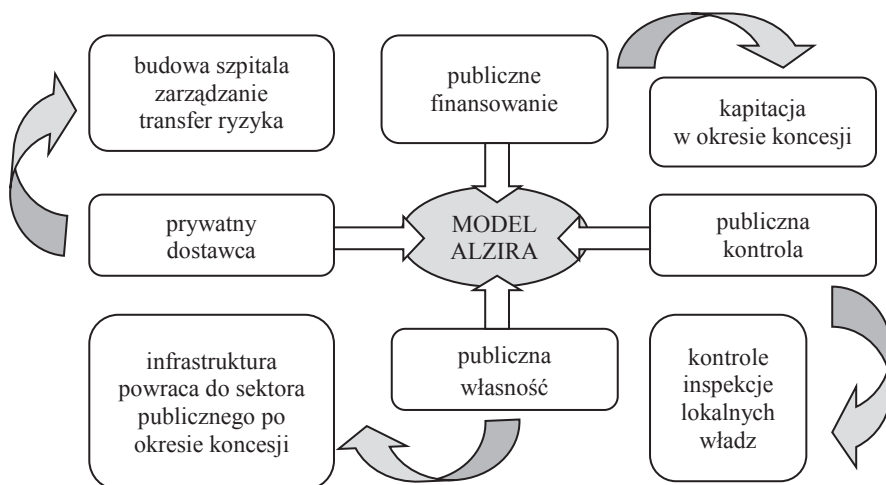 budowa szpitala
zarządzanie
transfer ryzyka
publiczne
finansowanie
kapitacja
w okresie koncesji
prywatny
dostawca
MODEL
ALZIRA
publiczna
kontrola
infrastruktura
powraca do sektora
publicznego po
okresie koncesji
publiczna
własność
kontrole
inspekcje
lokalnych
władz